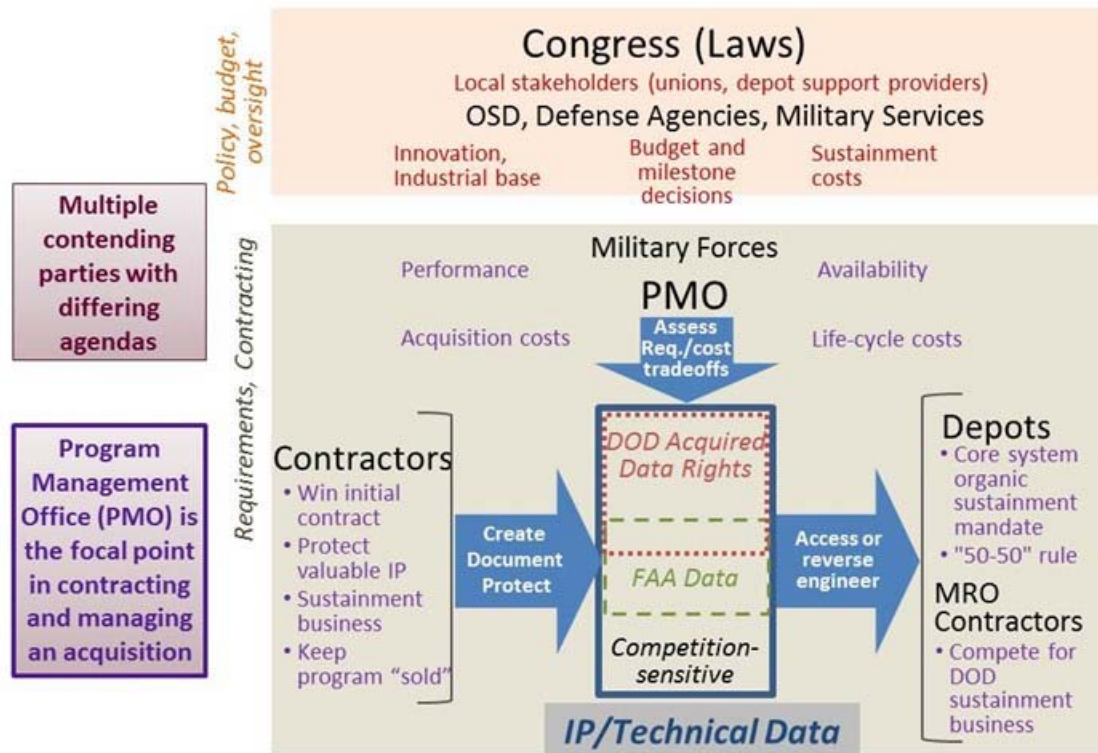 Policy, budget,
oversight
Congress (Laws)
Local stakeholders (unions, depot support providers)
OSD, Defense Agencies, Military Services
Innovation,
Industrial base
Budget and
milestone
decisions
Sustainment
costs
Multiple
contending
parties with
differing
agendas
Program
Management
Office (PMO) is
the focal point
in contracting
and managing
an acquisition
Requirements, Contracting
Military Forces
PMO
Performance
Availability
Acquisition costs
Life-cycle costs
Assess
Req./cost
tradeoffs
Contractors
• Win initial
contract
• Protect
valuable IP
• Sustainment
business
• Keep
program “sold”
Create
Document
Protect
DOD Acquired
Data Rights
FAA Data
Competition-
sensitive
IP/Technical Data
Access or
reverse
engineer
Depots
• Core system
organic
sustainment
mandate
• "50-50" rule
MRO
Contractors
• Compete for
DOD
sustainment
business